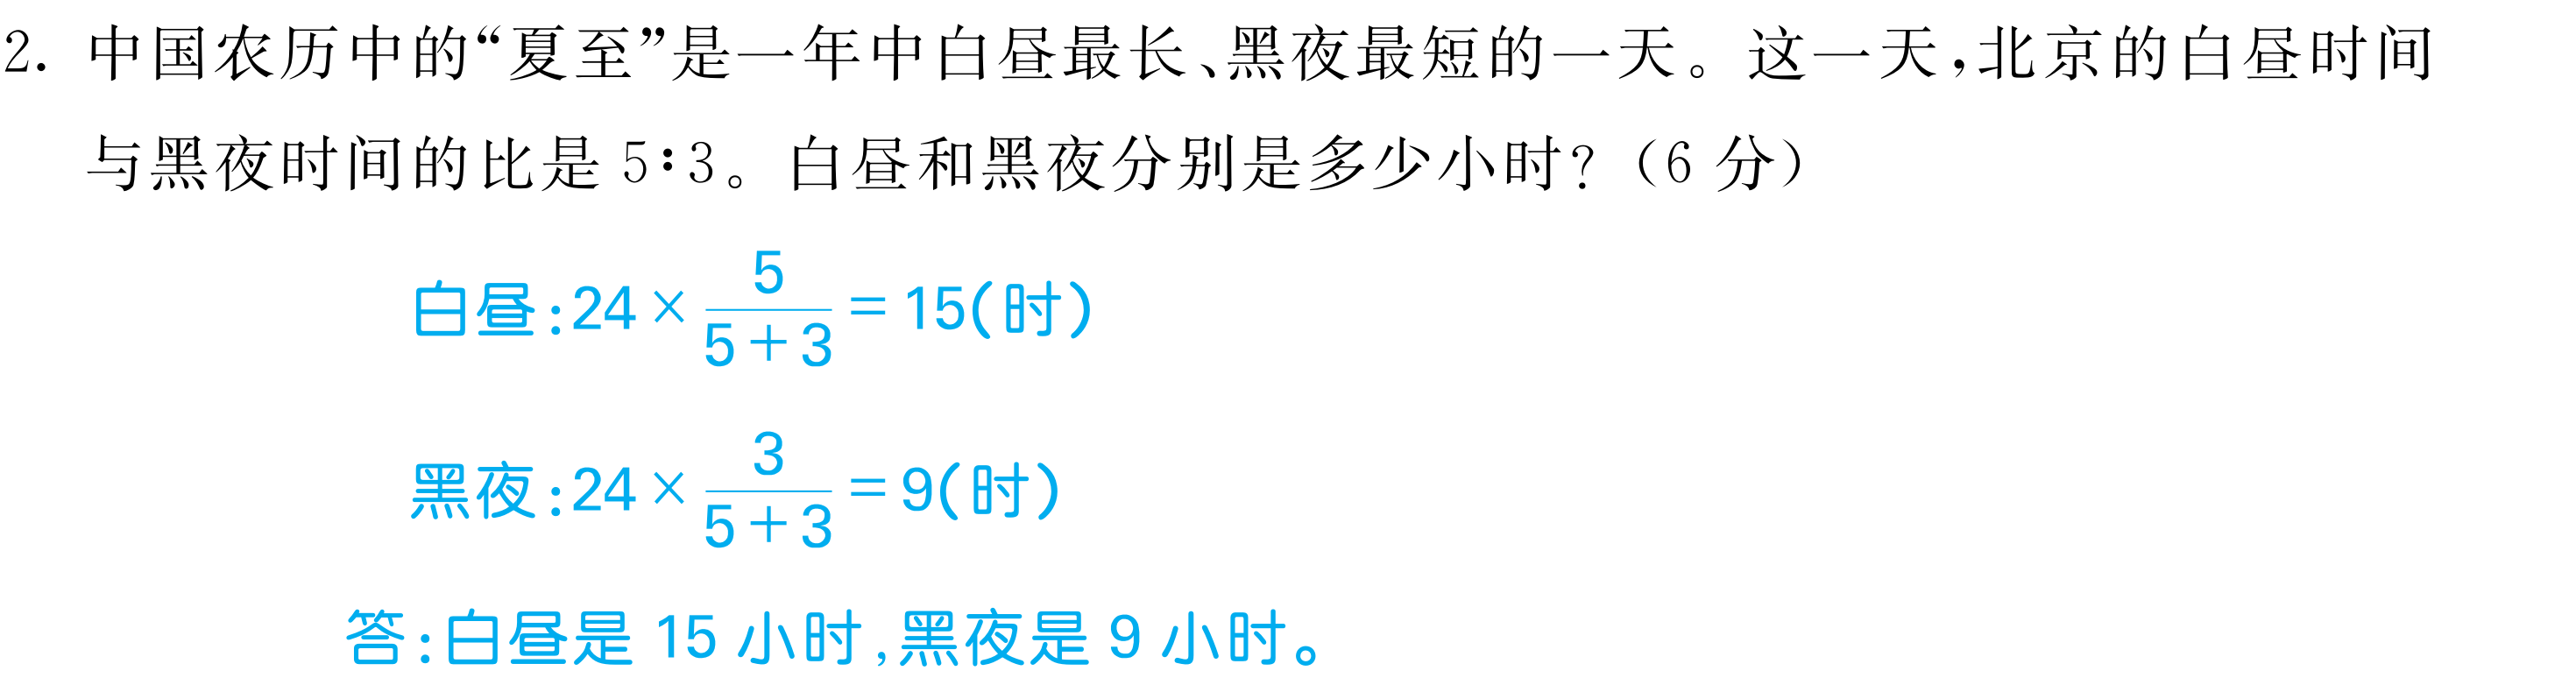 2. 中国农历中的“夏至”是一年中白昼最长、黑夜最短的一天。这一天,北京的白昼时间
与黑夜时间的比是 5∶3。白昼和黑夜分别是多少小时?(6 分)
白昼:24 × \frac{5}{5 + 3} = 15(时)
黑夜:24 × \frac{3}{5 + 3} = 9(时)
答:白昼是 15 小时,黑夜是 9 小时。